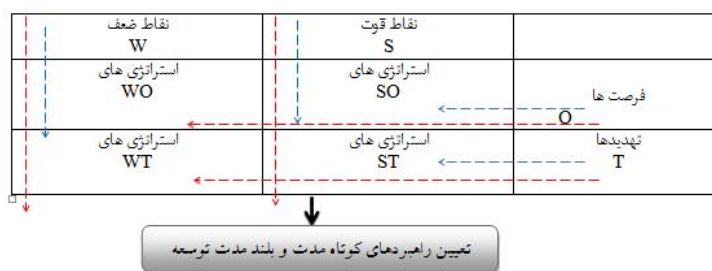 نقاط قوت
S
نقاط ضعف
W
فرصت ها
O
استراتژی های
SO
استراتژی های
WO
تهدیدها
T
استراتژی های
ST
استراتژی های
WT
تعیین راهبردهای کوتاه مدت و بلند مدت توسعه